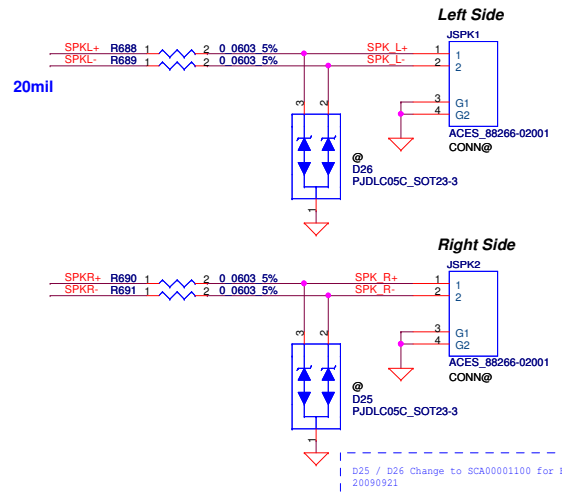 Left Side
JSPK1
SPKL+ R688 1 2 0_0603_5% SPK_L+ 1 1
SPKL- R689 1 2 0_0603_5% SPK_L- 2 2
20mil
3 G1
4 G2
3 2
ACES_88266-02001
CONN@
@
D26
PJDLC05C_SOT23-3
1
Right Side
JSPK2
SPKR+ R690 1 2 0_0603_5% SPK_R+ 1 1
SPKR- R691 1 2 0_0603_5% SPK_R- 2 2
3 G1
4 G2
3 2
ACES_88266-02001
CONN@
@
D25
PJDLC05C_SOT23-3
1
D25 / D26 Change to SCA00001100 for
20090921